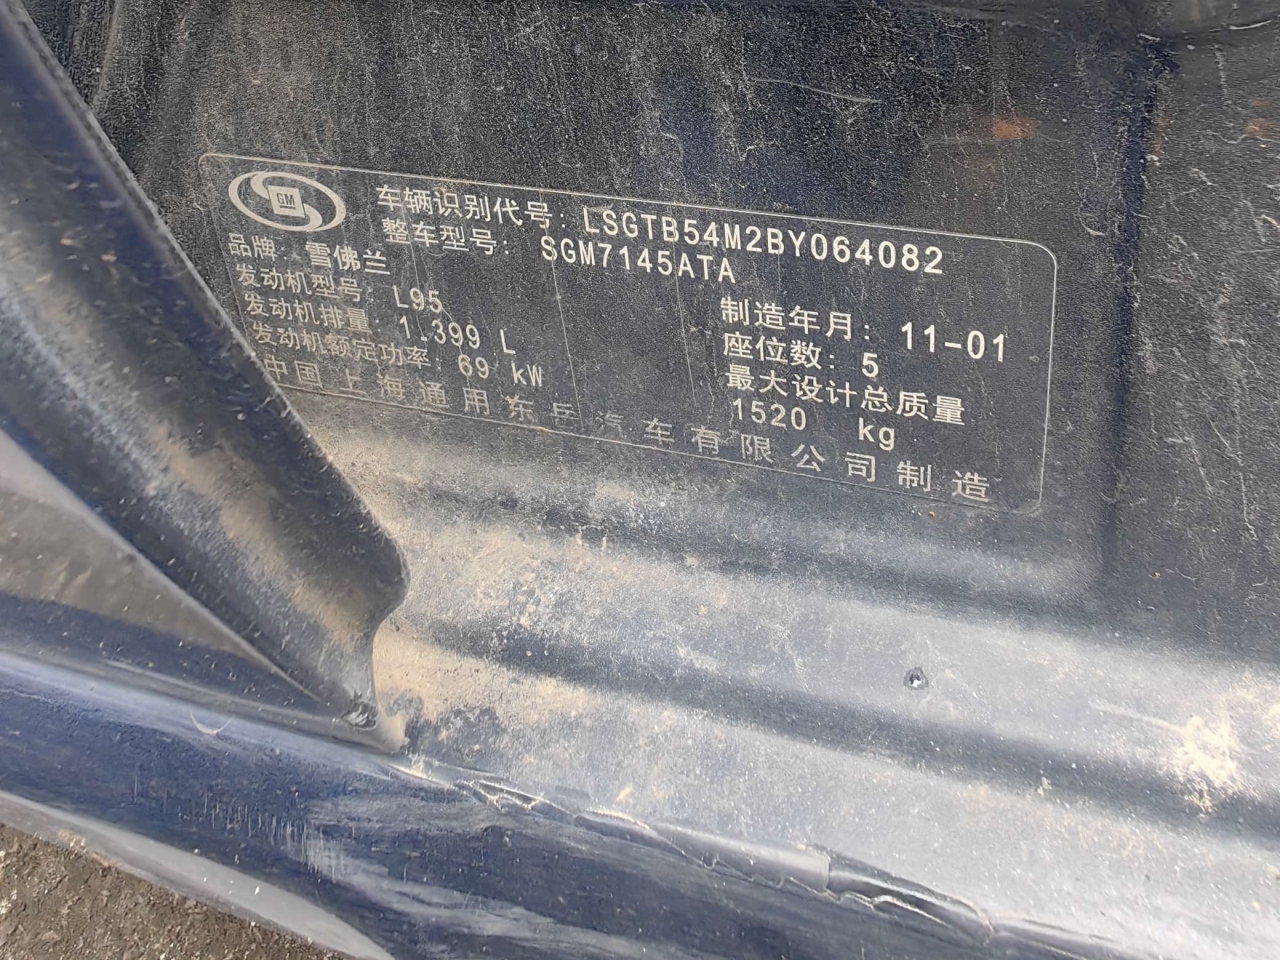 GM
车辆识别代号: LSGTB54M2BY064082
整车型号: SGM7145ATA
品牌: 雪佛兰
发动机型号: L95
发动机排量: 1.399 L
发动机额定功率: 69 kW
制造年月: 11-01
座位数: 5
最大设计总质量
1520 kg
中国上海通用东岳汽车有限公司制造